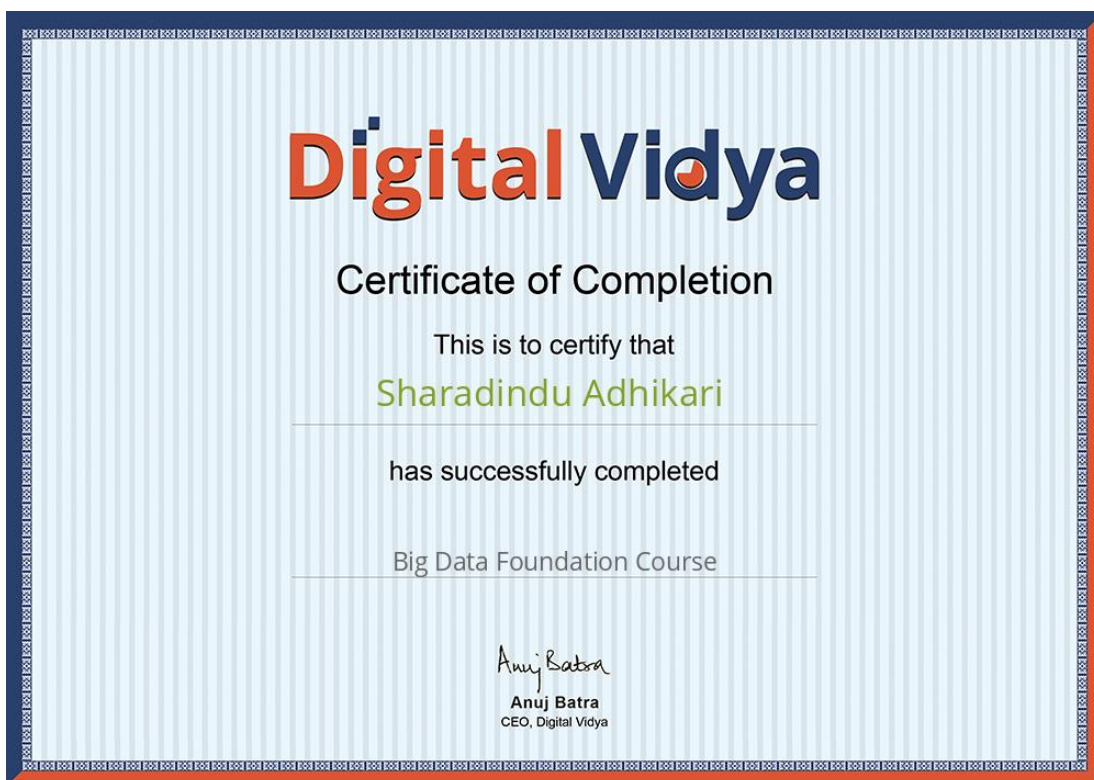 Digital Vidya
Certificate of Completion
This is to certify that
Sharadindu Adhikari
has successfully completed
Big Data Foundation Course
Anuj Batra
Anuj Batra
CEO, Digital Vidya